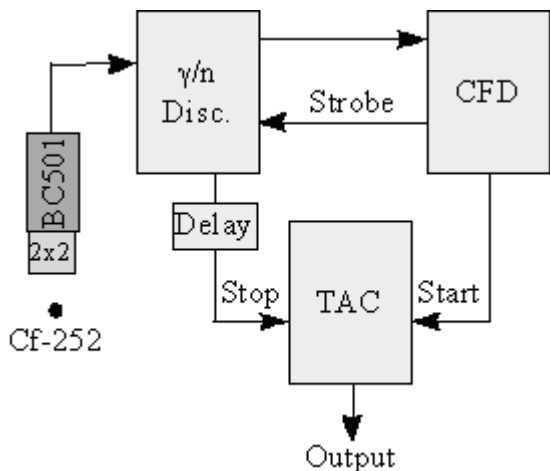 γ/n
Disc.
CFD
Strobe
BC501
2x2
Delay
Stop
TAC
Start
Cf-252
Output